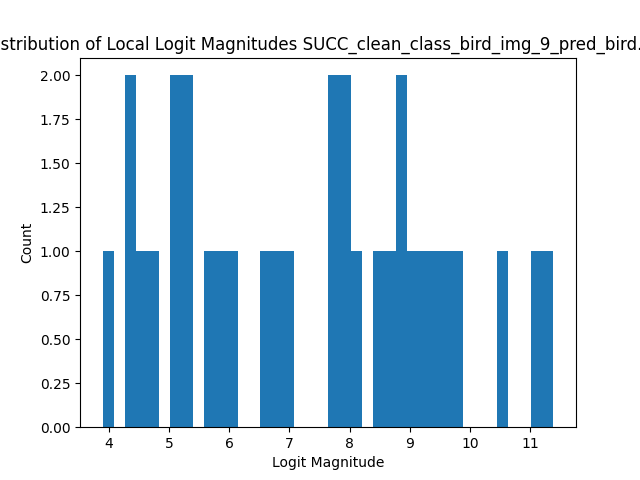 stribution of Local Logit Magnitudes SUCC_clean_class_bird_img_9_pred_bird.
2.00
1.75
1.50
1.25
1.00
0.75
0.50
0.25
0.00
Count
4 5 6 7 8 9 10 11
Logit Magnitude